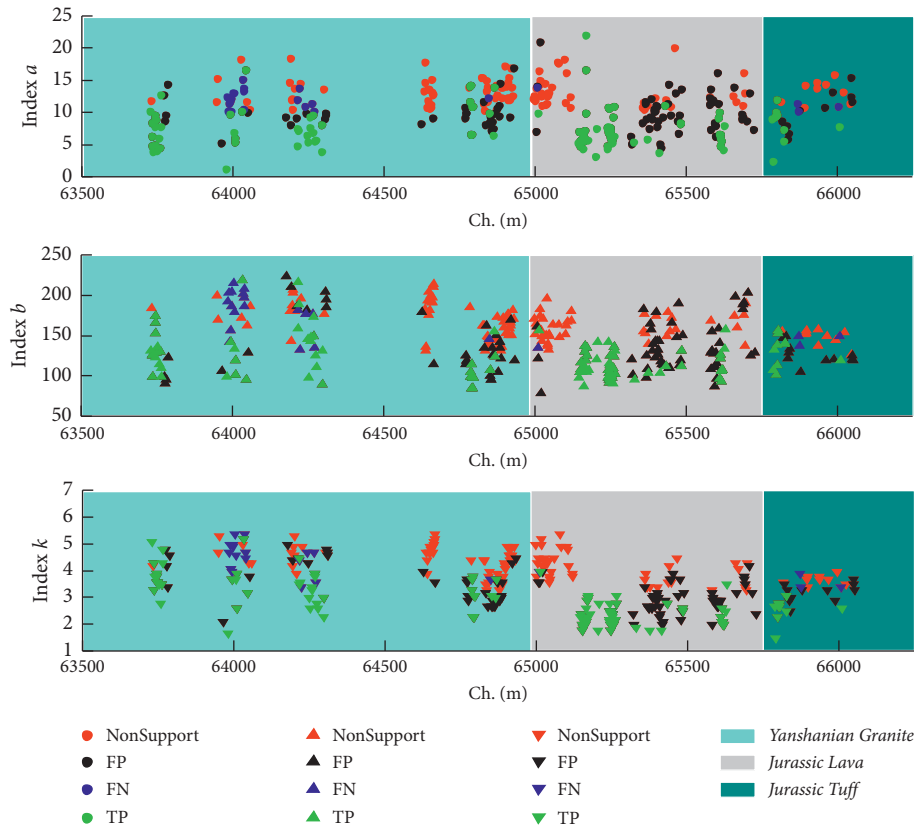 25
20
15
10
5
0
Index a
63500 64000 64500 65000 65500 66000
Ch. (m)
250
200
150
100
50
Index b
63500 64000 64500 65000 65500 66000
Ch. (m)
7
6
5
4
3
2
1
Index k
63500 64000 64500 65000 65500 66000
Ch. (m)
NonSupport NonSupport NonSupport Yanshanian Granite
FP FP FP Jurassic Lava
FN FN FN Jurassic Tuff
TP TP TP